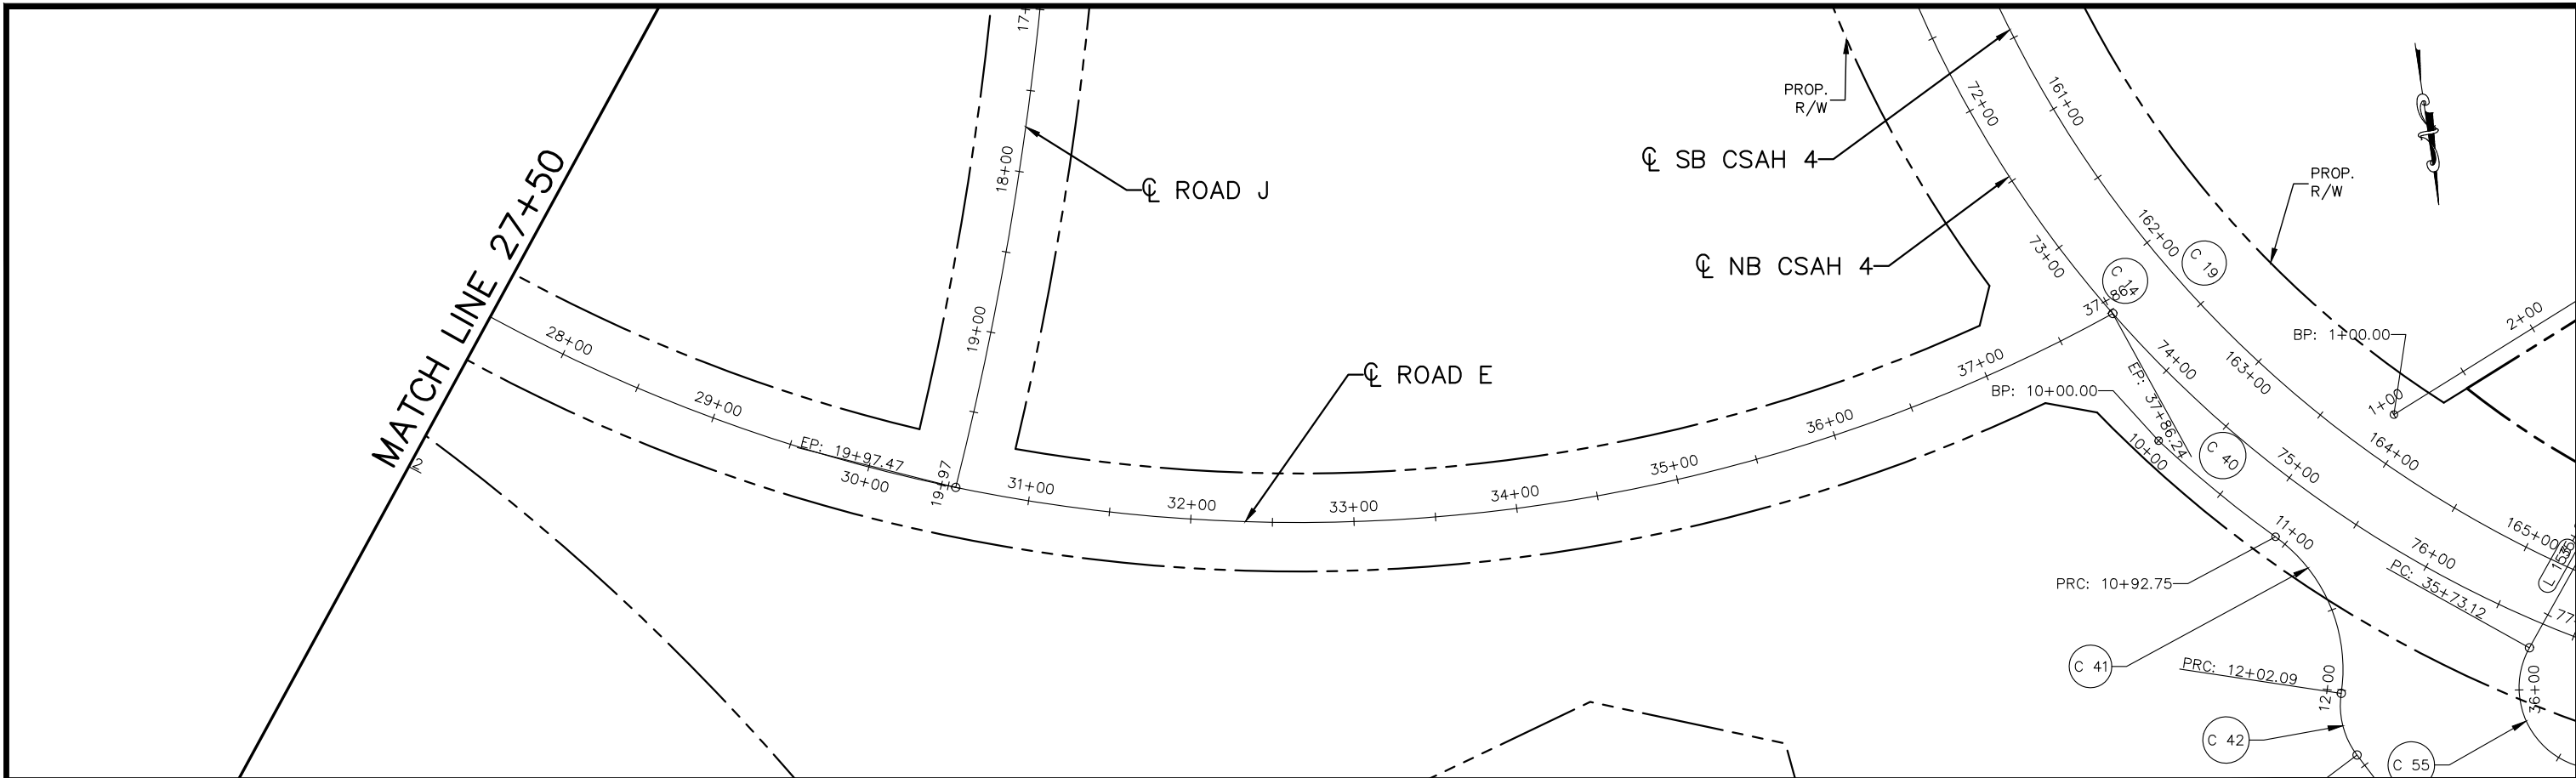 17+
PROP.
R/W
72+00
161+00
℄ SB CSAH 4
18+00
℄ ROAD J
PROP.
R/W
MATCH LINE 27+50
162+00
73+00
C 19
℄ NB CSAH 4
C 14
37+86
19+00
28+00
2+00
BP: 1+00.00
74+00
163+00
37+00
℄ ROAD E
EP: 37+86.24
BP: 10+00.00
1+00
29+00
36+00
10+00
C 40
164+00
EP: 19+97.47
2
35+00
75+00
30+00
19+97
31+00
34+00
32+00
33+00
11+00
165+00
76+00
PC: 35+73.12
PRC: 10+92.75
77
C 41
PRC: 12+02.09
12+00
36+00
C 42
C 55